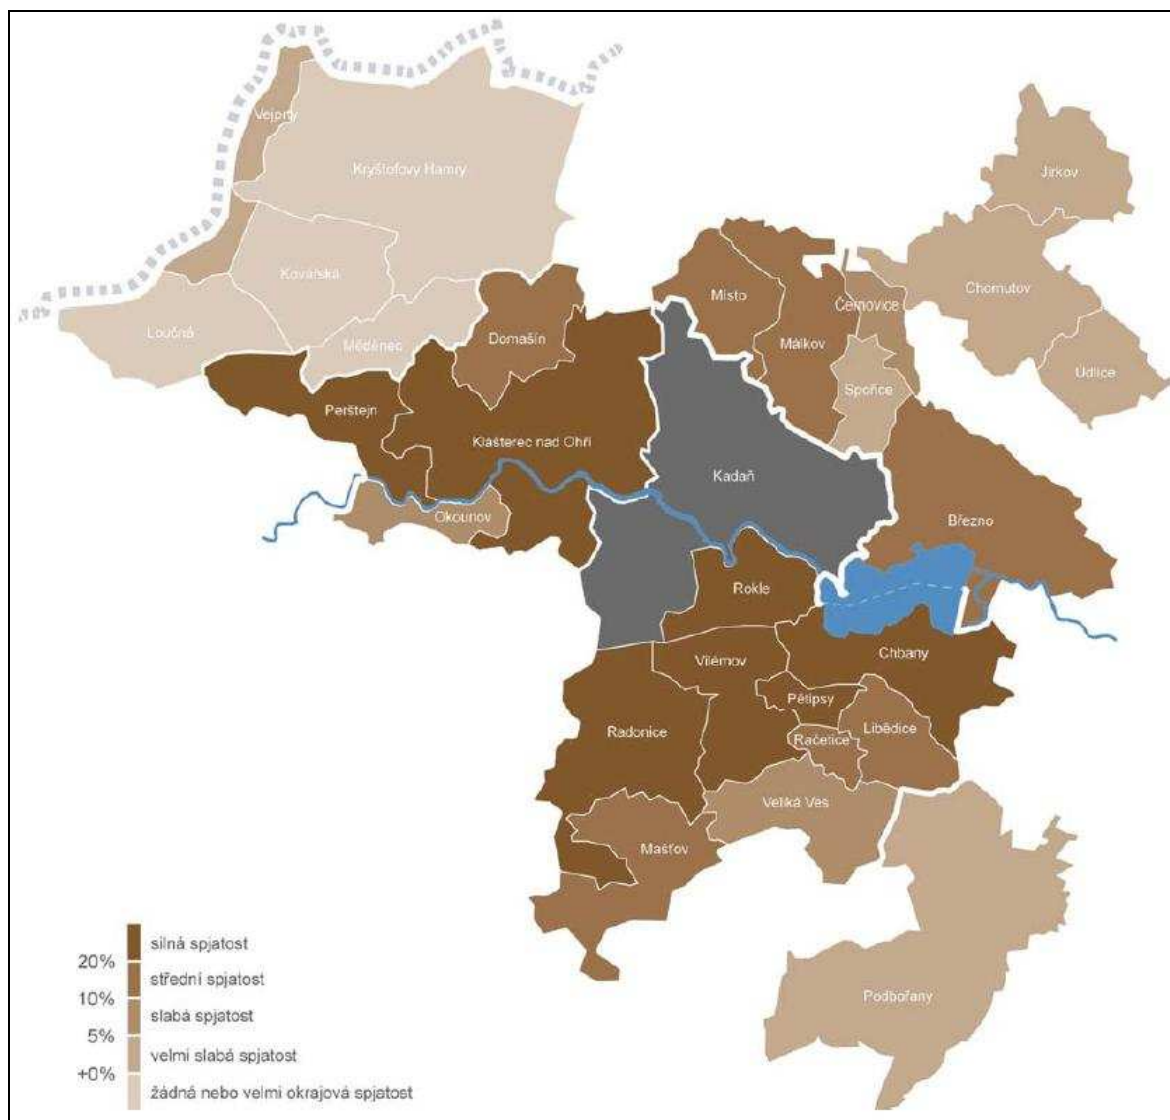 Vejprty
Kryštofovy Hamry
Jirkov
Kovářská
Chomutov
Místo
Černovice
Loučná
Měděnec
Domašín
Málkov
Spořice
Údlice
Perštejn
Klášterec nad Ohří
Kadaň
Okounov
Březno
Rokle
Vilémov
Chbany
Pětipsy
Radonice
Račetice
Libědice
Veliká Ves
Mašťov
Podbořany
silná spjatost
20%
střední spjatost
10%
slabá spjatost
5%
velmi slabá spjatost
+0%
žádná nebo velmi okrajová spjatost